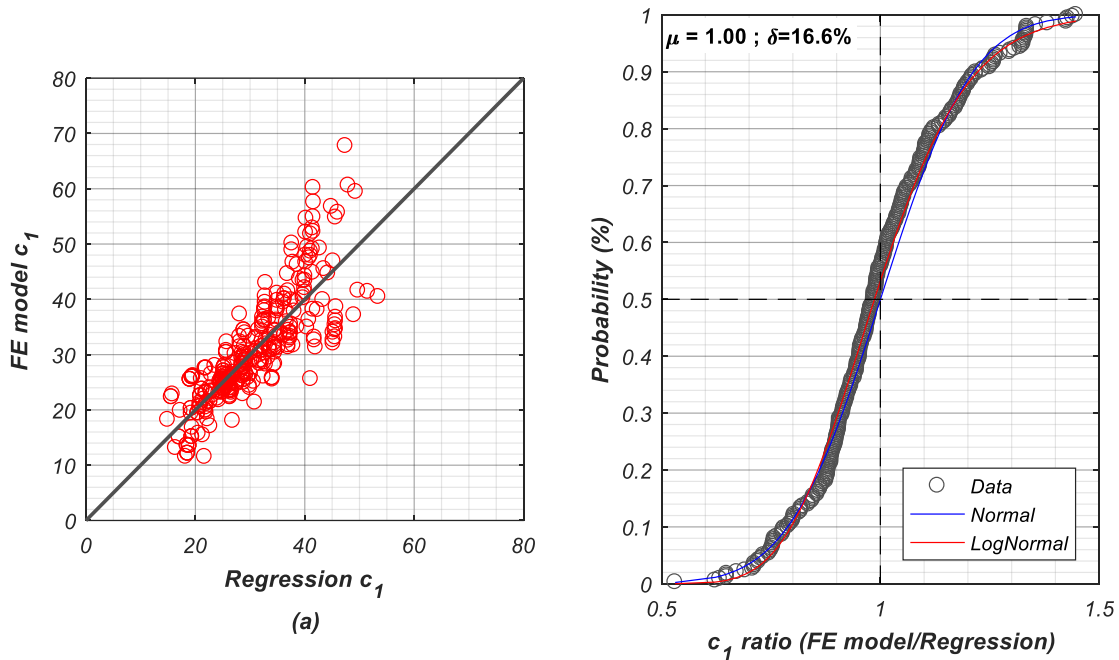 80
70
60
50
40
30
20
10
0
FE model c1
0 20 40 60 80
Regression c1
(a)
μ = 1.00 ; δ=16.6%
1
0.9
0.8
0.7
0.6
0.5
0.4
0.3
0.2
0.1
0
Probability (%)
Data
Normal
LogNormal
0.5 1 1.5
c1 ratio (FE model/Regression)